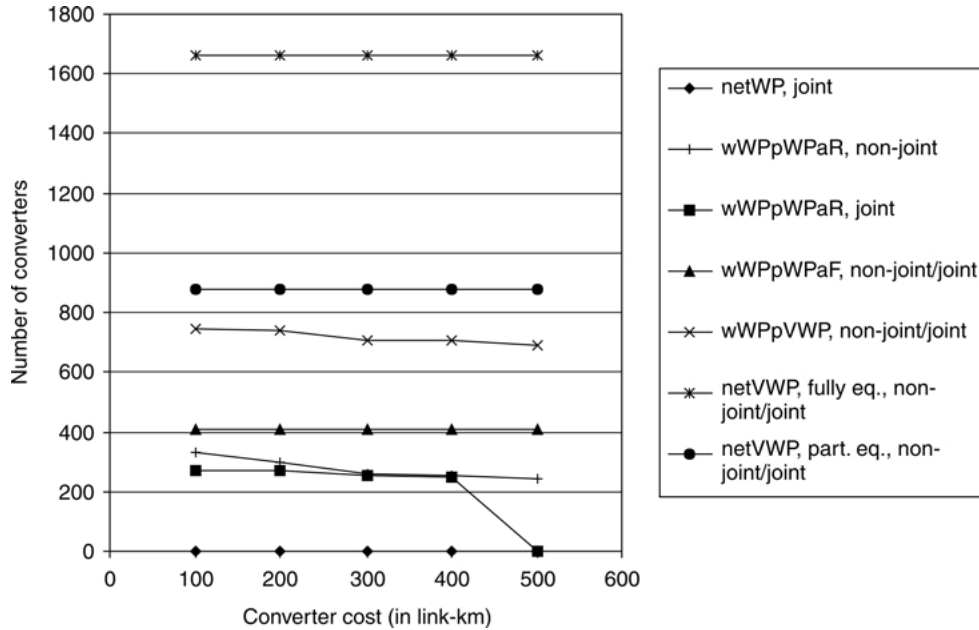 1800
1600
1400
1200
1000
800
600
400
200
0
0 100 200 300 400 500 600
Number of converters
Converter cost (in link-km)
netWP, joint
wWPpWPaR, non-joint
wWPpWPaR, joint
wWPpWPaF, non-joint/joint
wWPpVWP, non-joint/joint
netVWP, fully eq., non-
joint/joint
netVWP, part. eq., non-
joint/joint